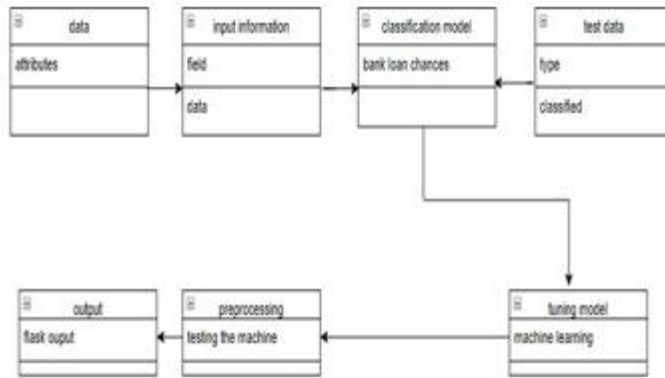 data
attributes
input information
field
data
classification model
bank loan chances
test data
type
classified
output
flask ouput
preprocessing
testing the machine
tuning model
machine learning